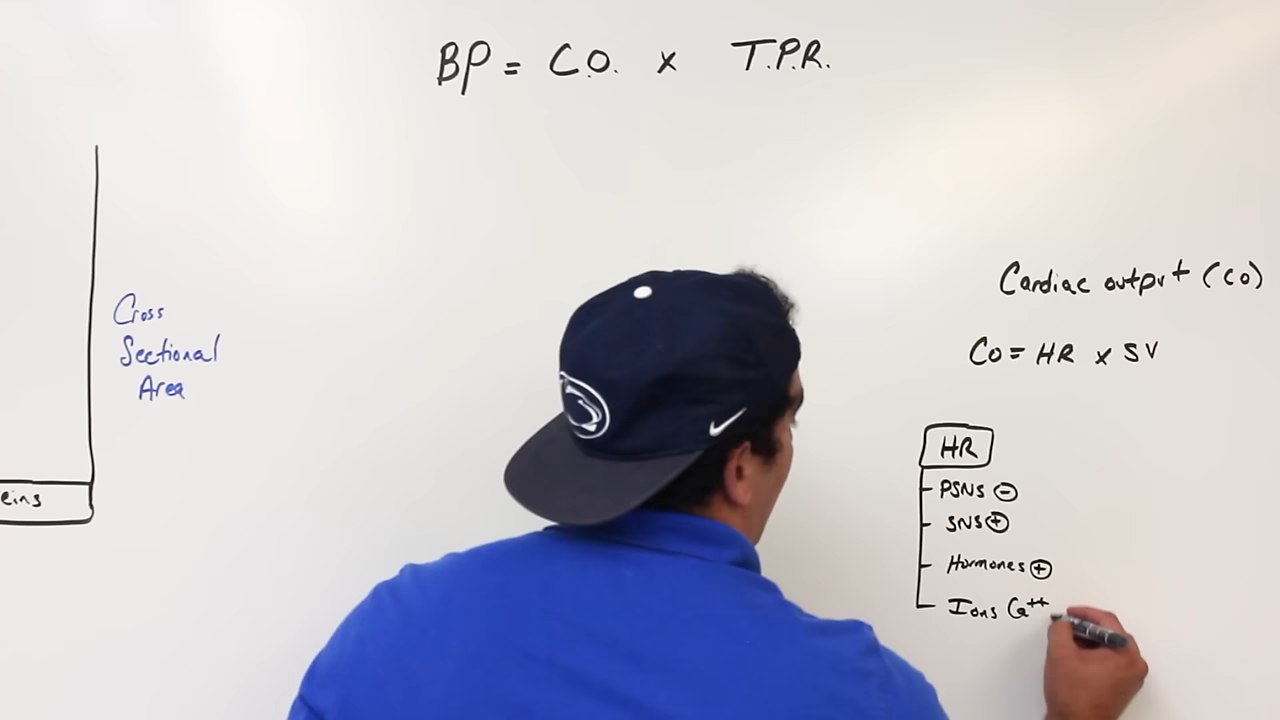 BP = C.O. x T.P.R.
Cross
Sectional
Area
eins
Cardiac output (CO)
CO = HR x SV
HR
PSNS ⊖
SNS ⊕
Hormones ⊕
Ions Ca⁺⁺